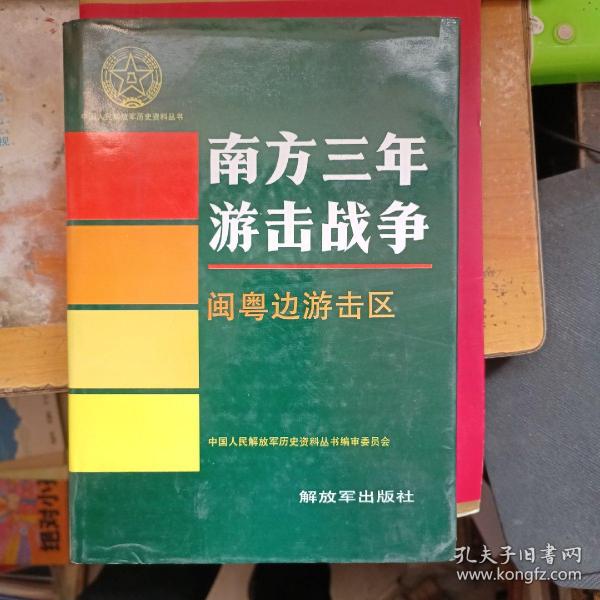 中国人民解放军历史资料丛书
南方三年
游击战争
闽粤边游击区
中国人民解放军历史资料丛书编审委员会
解放军出版社
绝对小
孔夫子旧书网
www.kongfz.com